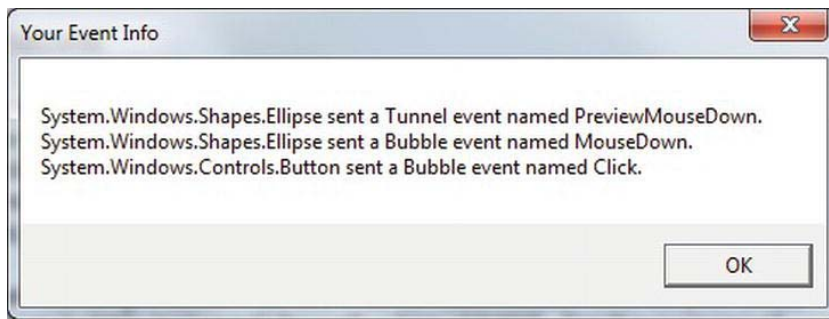 Your Event Info
System.Windows.Shapes.Ellipse sent a Tunnel event named PreviewMouseDown.
System.Windows.Shapes.Ellipse sent a Bubble event named MouseDown.
System.Windows.Controls.Button sent a Bubble event named Click.
OK